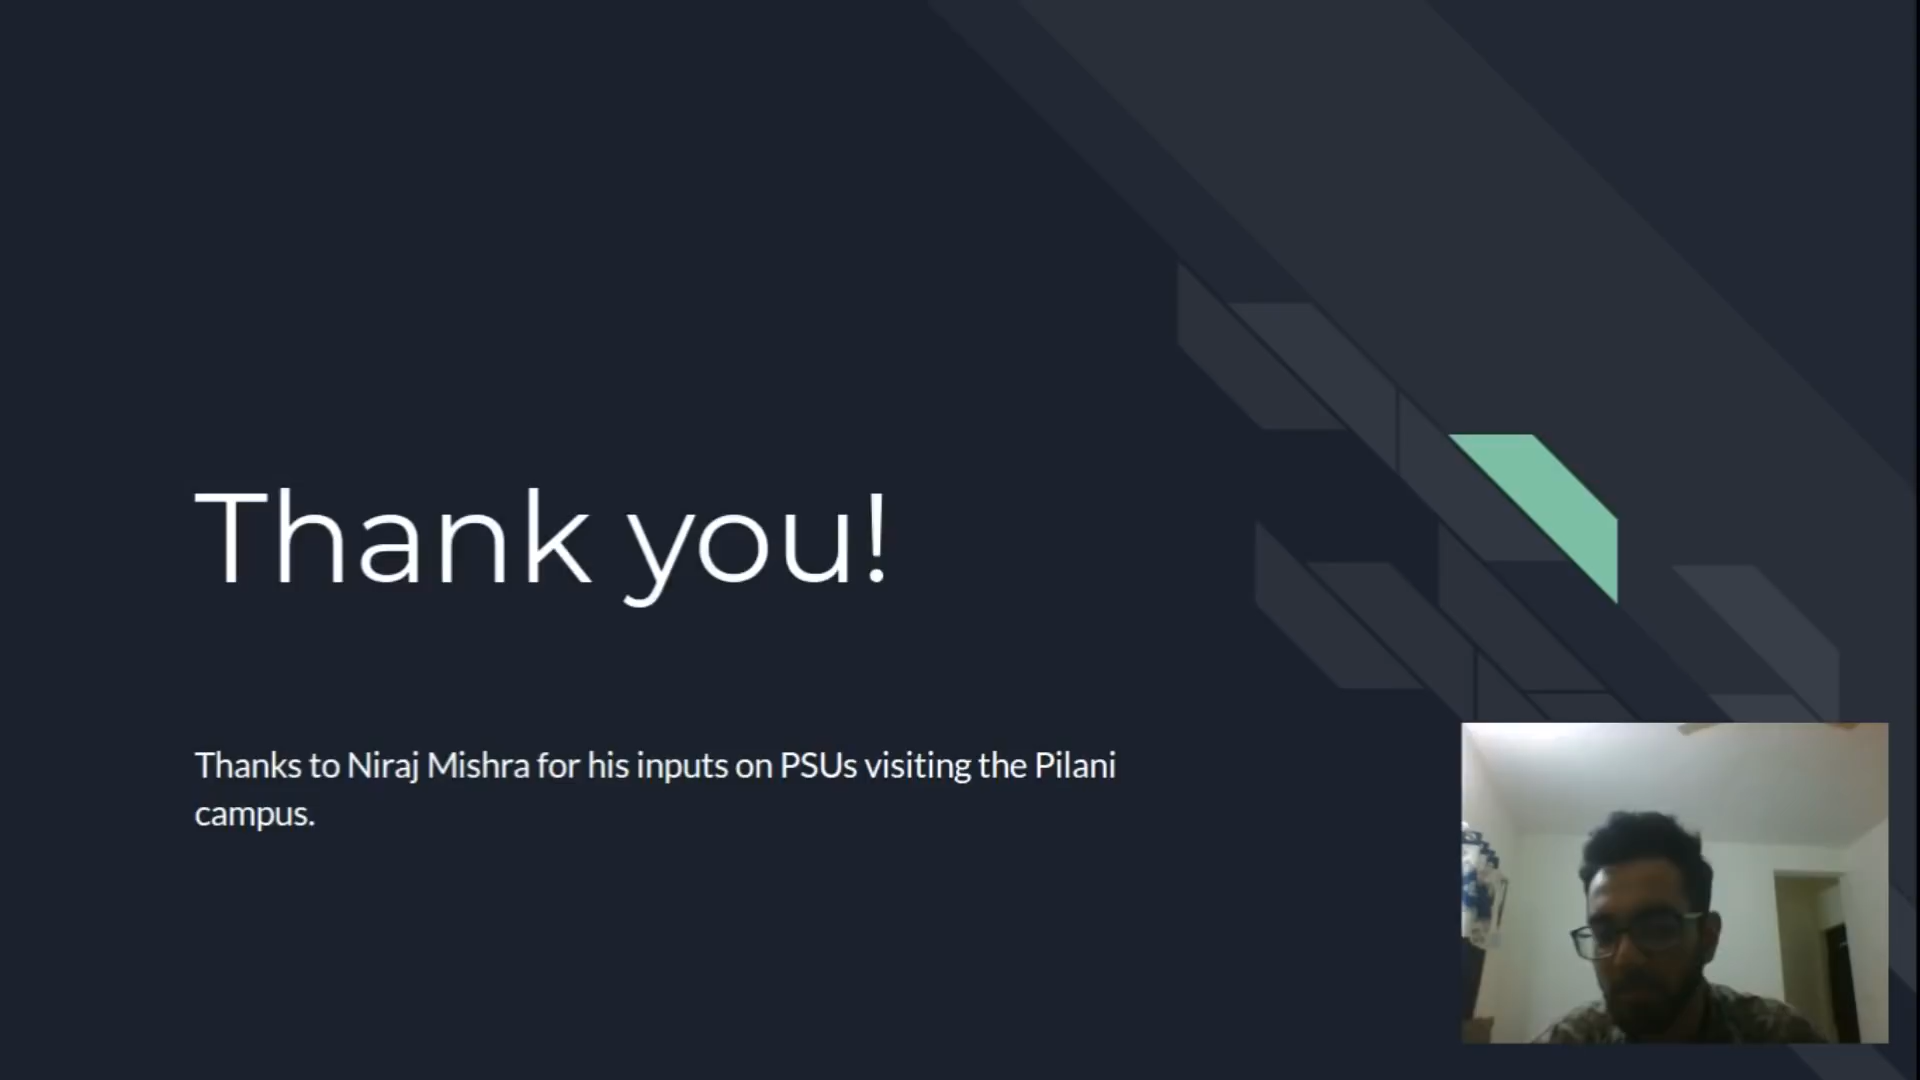 Thank you!
Thanks to Niraj Mishra for his inputs on PSUs visiting the Pilani
campus.